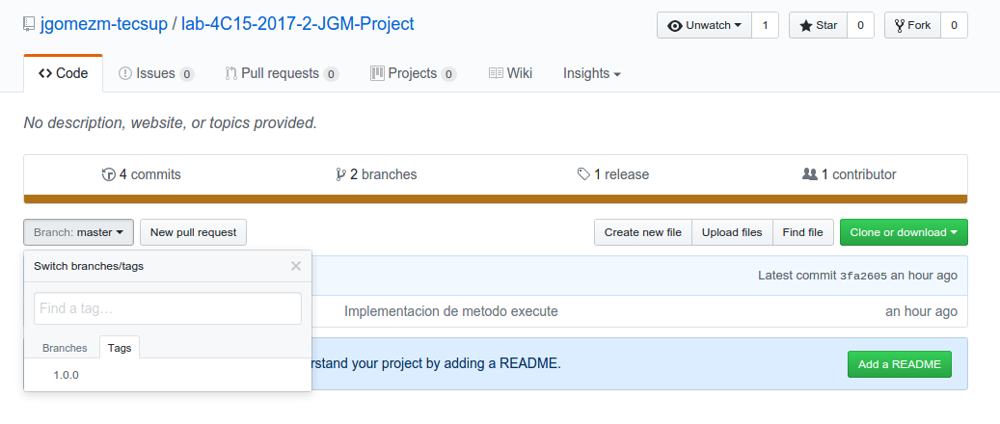 jgomezm-tecsup / lab-4C15-2017-2-JGM-Project
Unwatch 1 Star 0 Fork 0
Code Issues 0 Pull requests 0 Projects 0 Wiki Insights
No description, website, or topics provided.
4 commits 2 branches 1 release 1 contributor
Branch: master New pull request Create new file Upload files Find file Clone or download
Switch branches/tags
Latest commit 3fa2605 an hour ago
Find a tag...
Implementacion de metodo execute an hour ago
Branches Tags
rstand your project by adding a README. Add a README
1.0.0